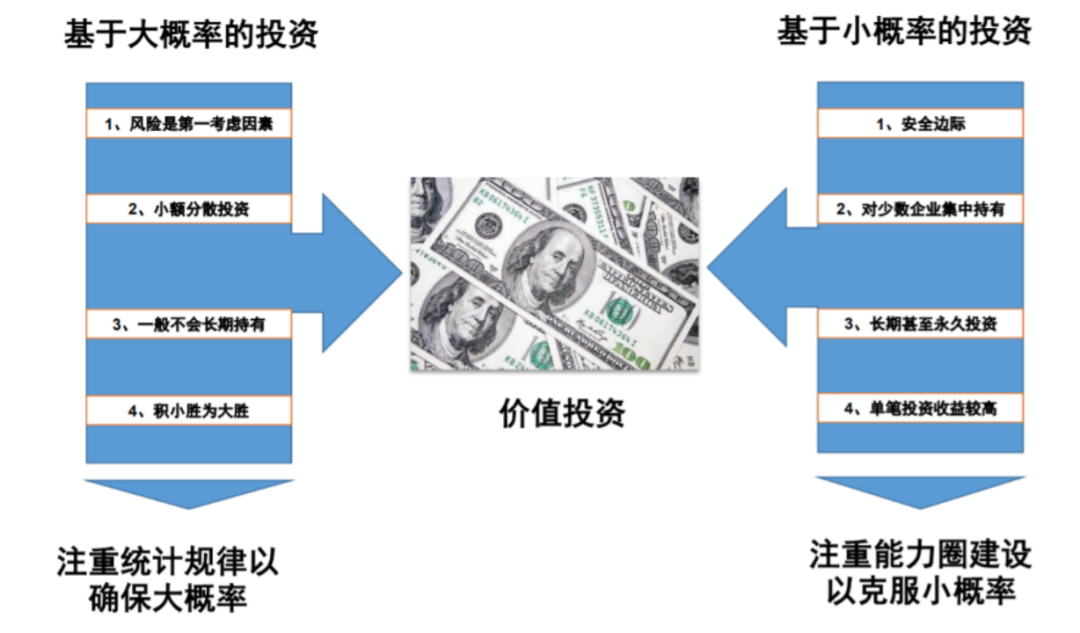 基于大概率的投资
1、风险是第一考虑因素
2、小额分散投资
3、一般不会长期持有
4、积小胜为大胜
注重统计规律以
确保大概率
价值投资
基于小概率的投资
1、安全边际
2、对少数企业集中持有
3、长期甚至永久投资
4、单笔投资收益较高
注重能力圈建设
以克服小概率